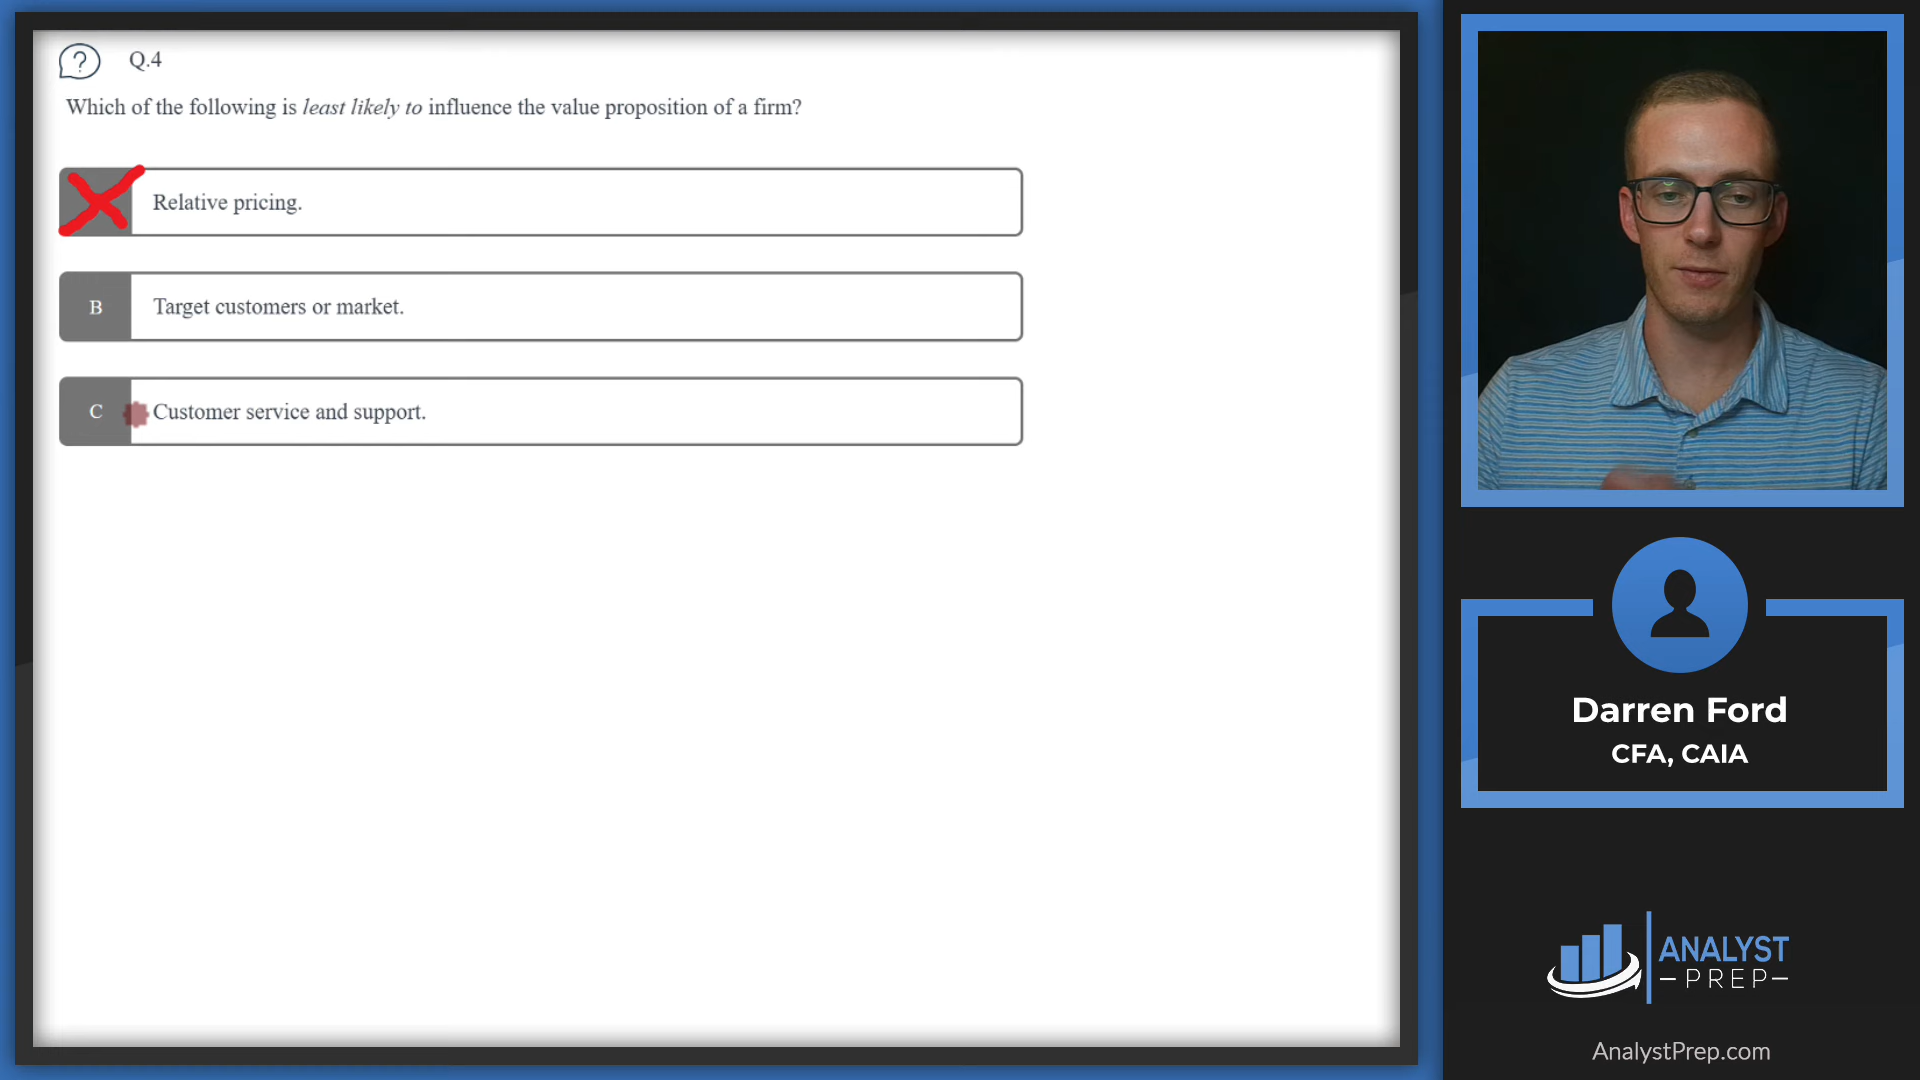 ?
Q.4
Which of the following is least likely to influence the value proposition of a firm?
Relative pricing.
B
Target customers or market.
C
Customer service and support.
Darren Ford
CFA, CAIA
ANALYST
PREP
AnalystPrep.com